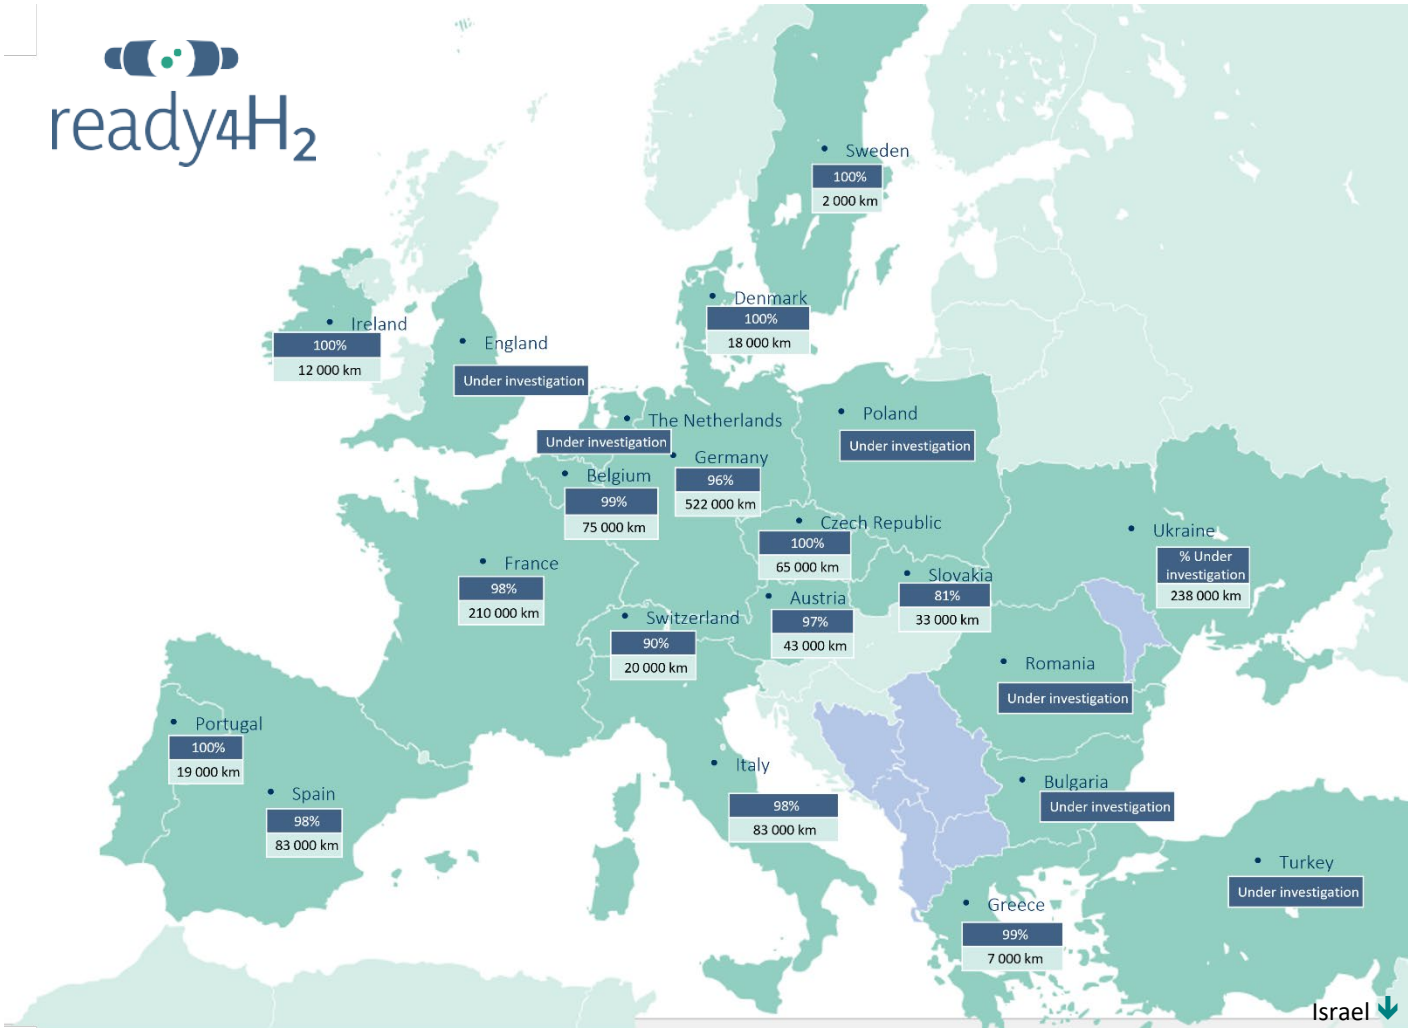 ready4H2
Sweden
100%
2 000 km
Denmark
100%
18 000 km
Ireland
100%
12 000 km
England
Under investigation
The Netherlands
Under investigation
Poland
Under investigation
Germany
96%
522 000 km
Belgium
99%
75 000 km
Czech Republic
100%
65 000 km
Ukraine
% Under
investigation
238 000 km
France
98%
210 000 km
Slovakia
81%
33 000 km
Austria
97%
43 000 km
Switzerland
90%
20 000 km
Romania
Under investigation
Portugal
100%
19 000 km
Italy
98%
83 000 km
Spain
98%
83 000 km
Bulgaria
Under investigation
Turkey
Under investigation
Greece
99%
7 000 km
Israel